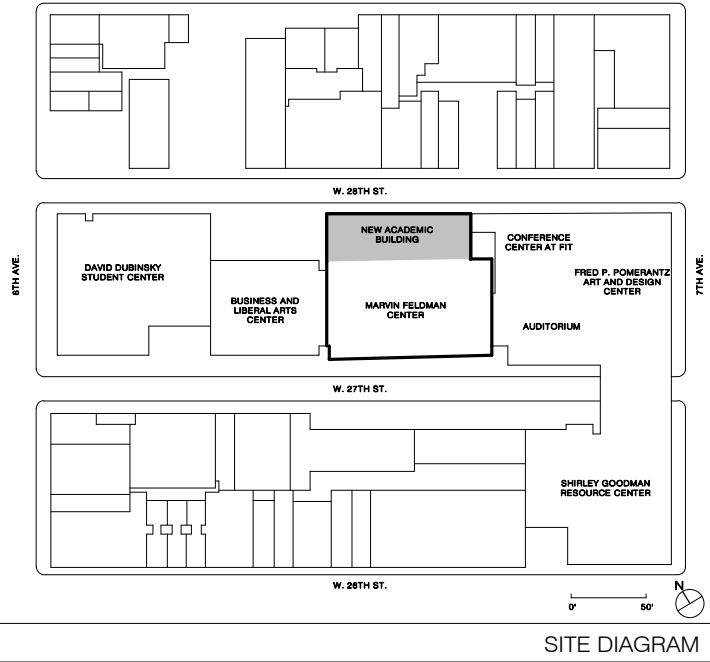 W. 28TH ST.
NEW ACADEMIC
BUILDING
CONFERENCE
CENTER AT FIT
DAVID DUBINSKY
STUDENT CENTER
FRED P. POMERANTZ
ART AND DESIGN
CENTER
8TH AVE.
7TH AVE.
BUSINESS AND
LIBERAL ARTS
CENTER
MARVIN FELDMAN
CENTER
AUDITORIUM
W. 27TH ST.
SHIRLEY GOODMAN
RESOURCE CENTER
W. 26TH ST.
N
0' 50'
SITE DIAGRAM